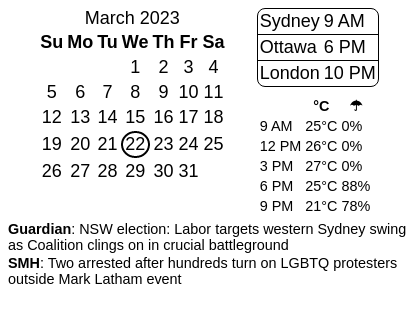 March 2023
Su Mo Tu We Th Fr Sa
1 2 3 4
5 6 7 8 9 10 11
12 13 14 15 16 17 18
19 20 21 22 23 24 25
26 27 28 29 30 31
Sydney 9 AM
Ottawa 6 PM
London 10 PM
°C ☂
9 AM 25°C 0%
12 PM 26°C 0%
3 PM 27°C 0%
6 PM 25°C 88%
9 PM 21°C 78%
Guardian: NSW election: Labor targets western Sydney swing
as Coalition clings on in crucial battleground
SMH: Two arrested after hundreds turn on LGBTQ protesters
outside Mark Latham event